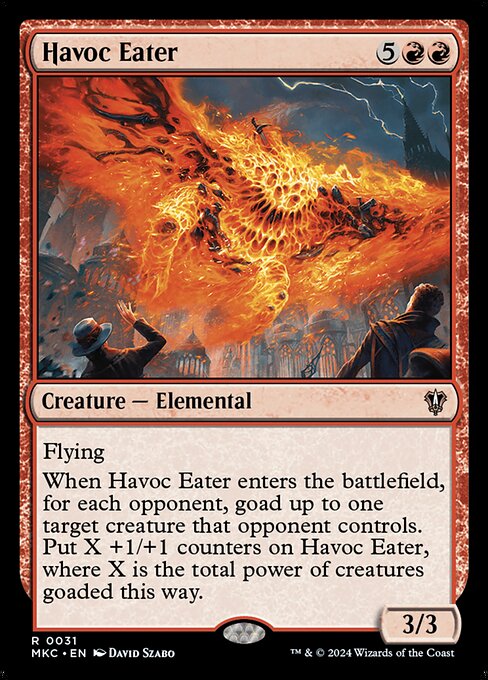 Havoc Eater 5
Creature — Elemental
Flying
When Havoc Eater enters the battlefield,
for each opponent, goad up to one
target creature that opponent controls.
Put X +1/+1 counters on Havoc Eater,
where X is the total power of creatures
goaded this way.
3/3
R 0031
MKC • EN DAVID SZABO
™ & © 2024 Wizards of the Coast